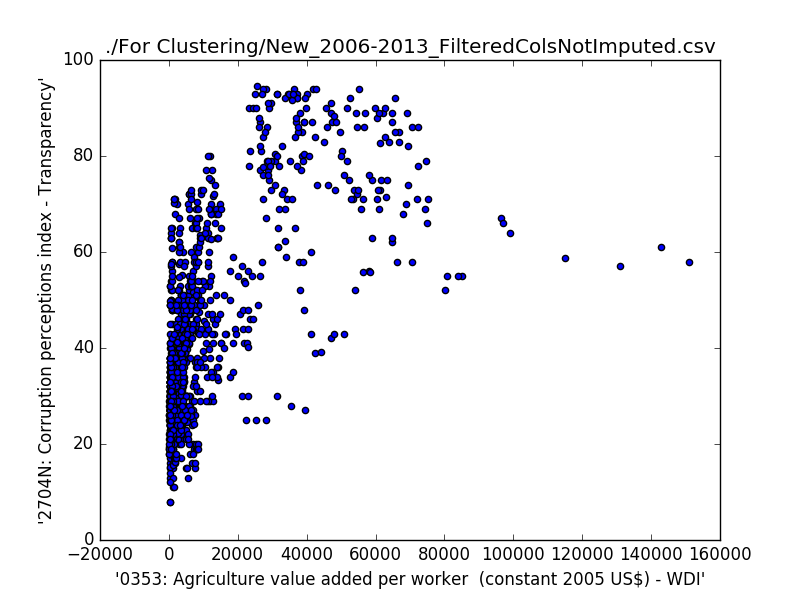 ./For Clustering/New_2006-2013_FilteredColsNotImputed.csv
'2704N: Corruption perceptions index - Transparency'
100
80
60
40
20
0
−20000 0 20000 40000 60000 80000 100000 120000 140000 160000
'0353: Agriculture value added per worker  (constant 2005 US$) - WDI'